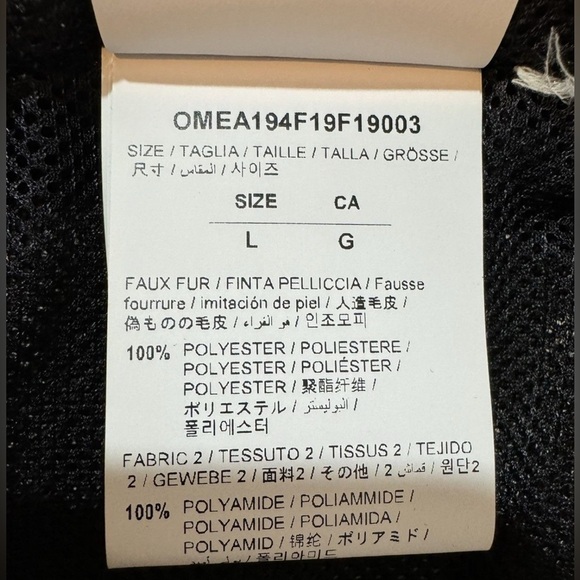 OMEA194F19F19003
SIZE / TAGLIA / TAILLE / TALLA / GRÖSSE /
尺寸 / المقاس / 사이즈
SIZE CA
L G
FAUX FUR / FINTA PELLICCIA / Fausse
fourrure / imitación de piel / 人造毛皮 /
偽ものの毛皮 / هو الفراء / 인조모피
100% POLYESTER / POLIESTERE /
POLYESTER / POLIÉSTER /
POLYESTER / 聚酯纤维 /
ポリエステル / البوليستر /
폴리에스터
FABRIC 2 / TESSUTO 2 / TISSUS 2 / TEJIDO
2 / GEWEBE 2 / 面料2 / その他 / 2 قماش / 원단2
100% POLYAMIDE / POLIAMMIDE /
POLYAMIDE / POLIAMIDA /
POLYAMID / 锦纶 / ポリアミド /
폴리아미드